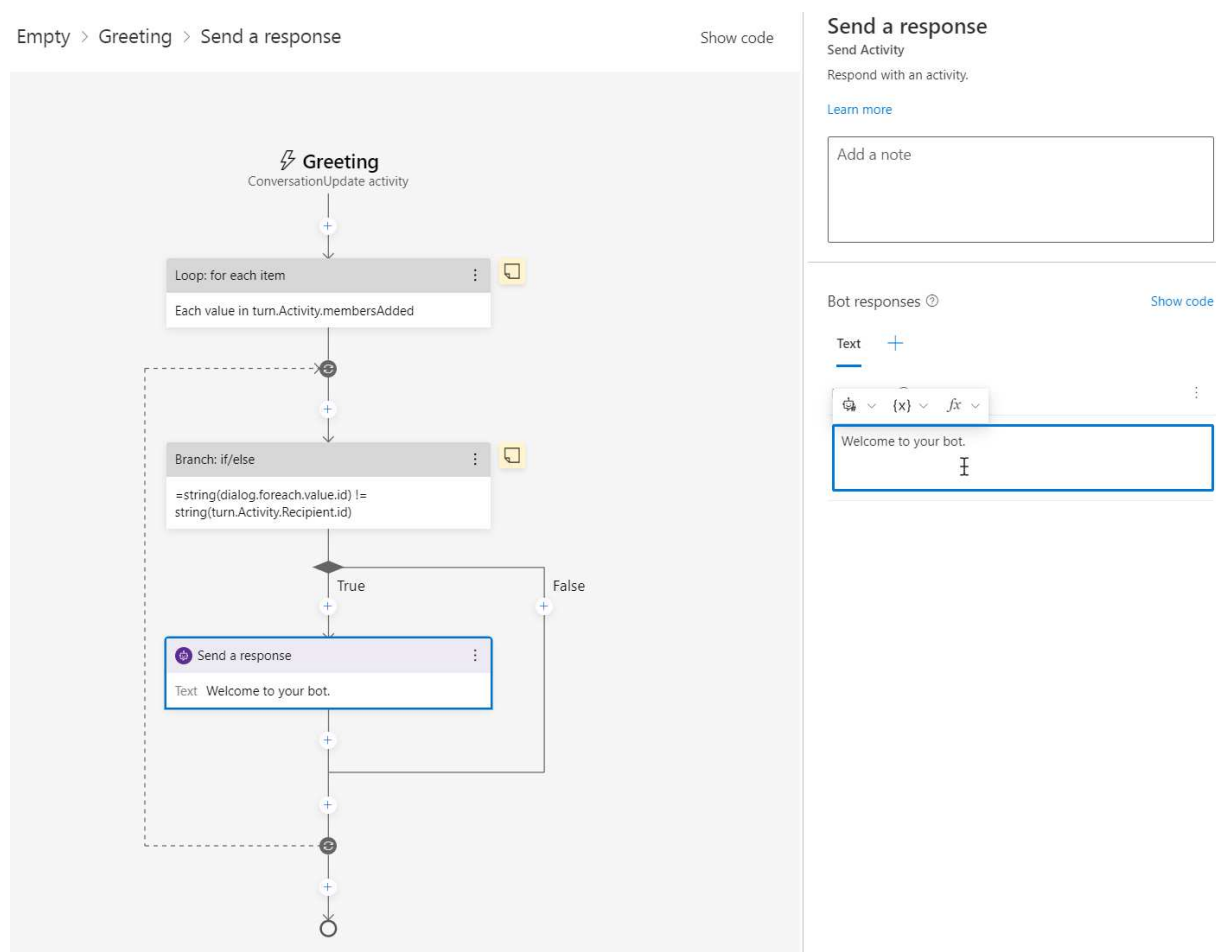 Empty > Greeting > Send a response
Show code
Greeting
ConversationUpdate activity
Loop: for each item
Each value in turn.Activity.membersAdded
Branch: if/else
=string(dialog.foreach.value.id) !=
string(turn.Activity.Recipient.id)
True
False
Send a response
Text Welcome to your bot.
Send a response
Send Activity
Respond with an activity.
Learn more
Add a note
Bot responses
Show code
Text
{x}
fx
Welcome to your bot.